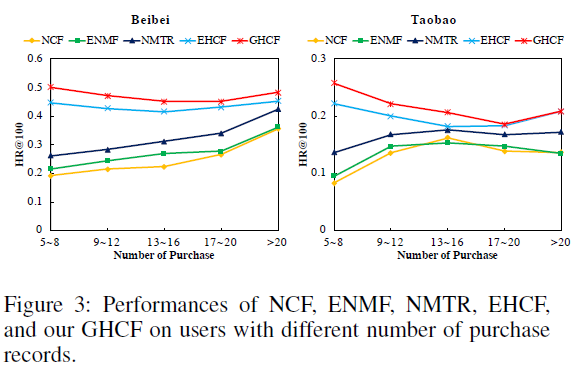 Beibei
NCF ENMF NMTR EHCF GHCF
0.6
0.5
0.4
0.3
0.2
0.1
0
HR@100
5~8 9~12 13~16 17~20 >20
Number of Purchase
Taobao
NCF ENMF NMTR EHCF GHCF
0.3
0.2
0.1
0
HR@100
5~8 9~12 13~16 17~20 >20
Number of Purchase
Figure 3: Performances of NCF, ENMF, NMTR, EHCF,
and our GHCF on users with different number of purchase
records.